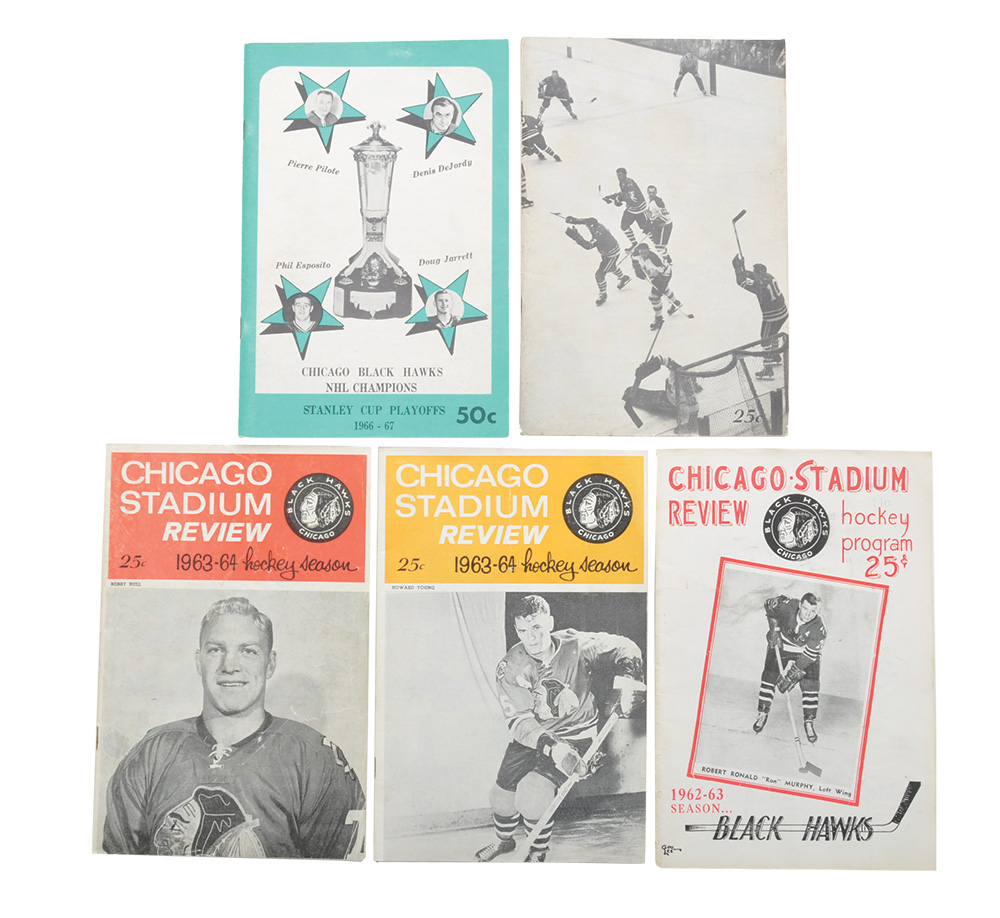 Pierre Pilote
Denis DeJordy
Phil Esposito
Doug Jarrett
CHICAGO BLACK HAWKS
NHL CHAMPIONS
STANLEY CUP PLAYOFFS
1966 - 67
50c
25c
CHICAGO
STADIUM
REVIEW
BLACK HAWKS
CHICAGO
25c 1963-64 hockey season
BOBBY HULL
CHICAGO
STADIUM
REVIEW
BLACK HAWKS
CHICAGO
25c 1963-64 hockey season
HOWARD YOUNG
CHICAGO·STADIUM
REVIEW
BLACK HAWKS
CHICAGO
hockey
program
25¢
ROBERT RONALD "Ron" MURPHY, Left Wing
1962-63
SEASON...
BLACK HAWKS